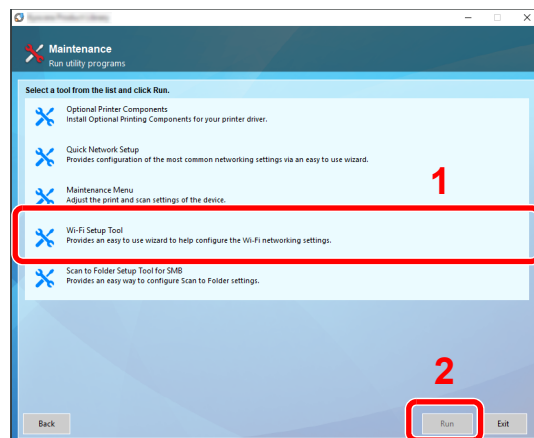 Maintenance
Run utility programs
Select a tool from the list and click Run.
Optional Printer Components
Install Optional Printing Components for your printer driver.
Quick Network Setup
Provides configuration of the most common networking settings via an easy to use wizard.
1
Maintenance Menu
Adjust the print and scan settings of the device.
Wi-Fi Setup Tool
Provides an easy to use wizard to help configure the Wi-Fi networking settings.
Scan to Folder Setup Tool for SMB
Provides an easy way to configure Scan to Folder settings.
2
Back
Run
Exit